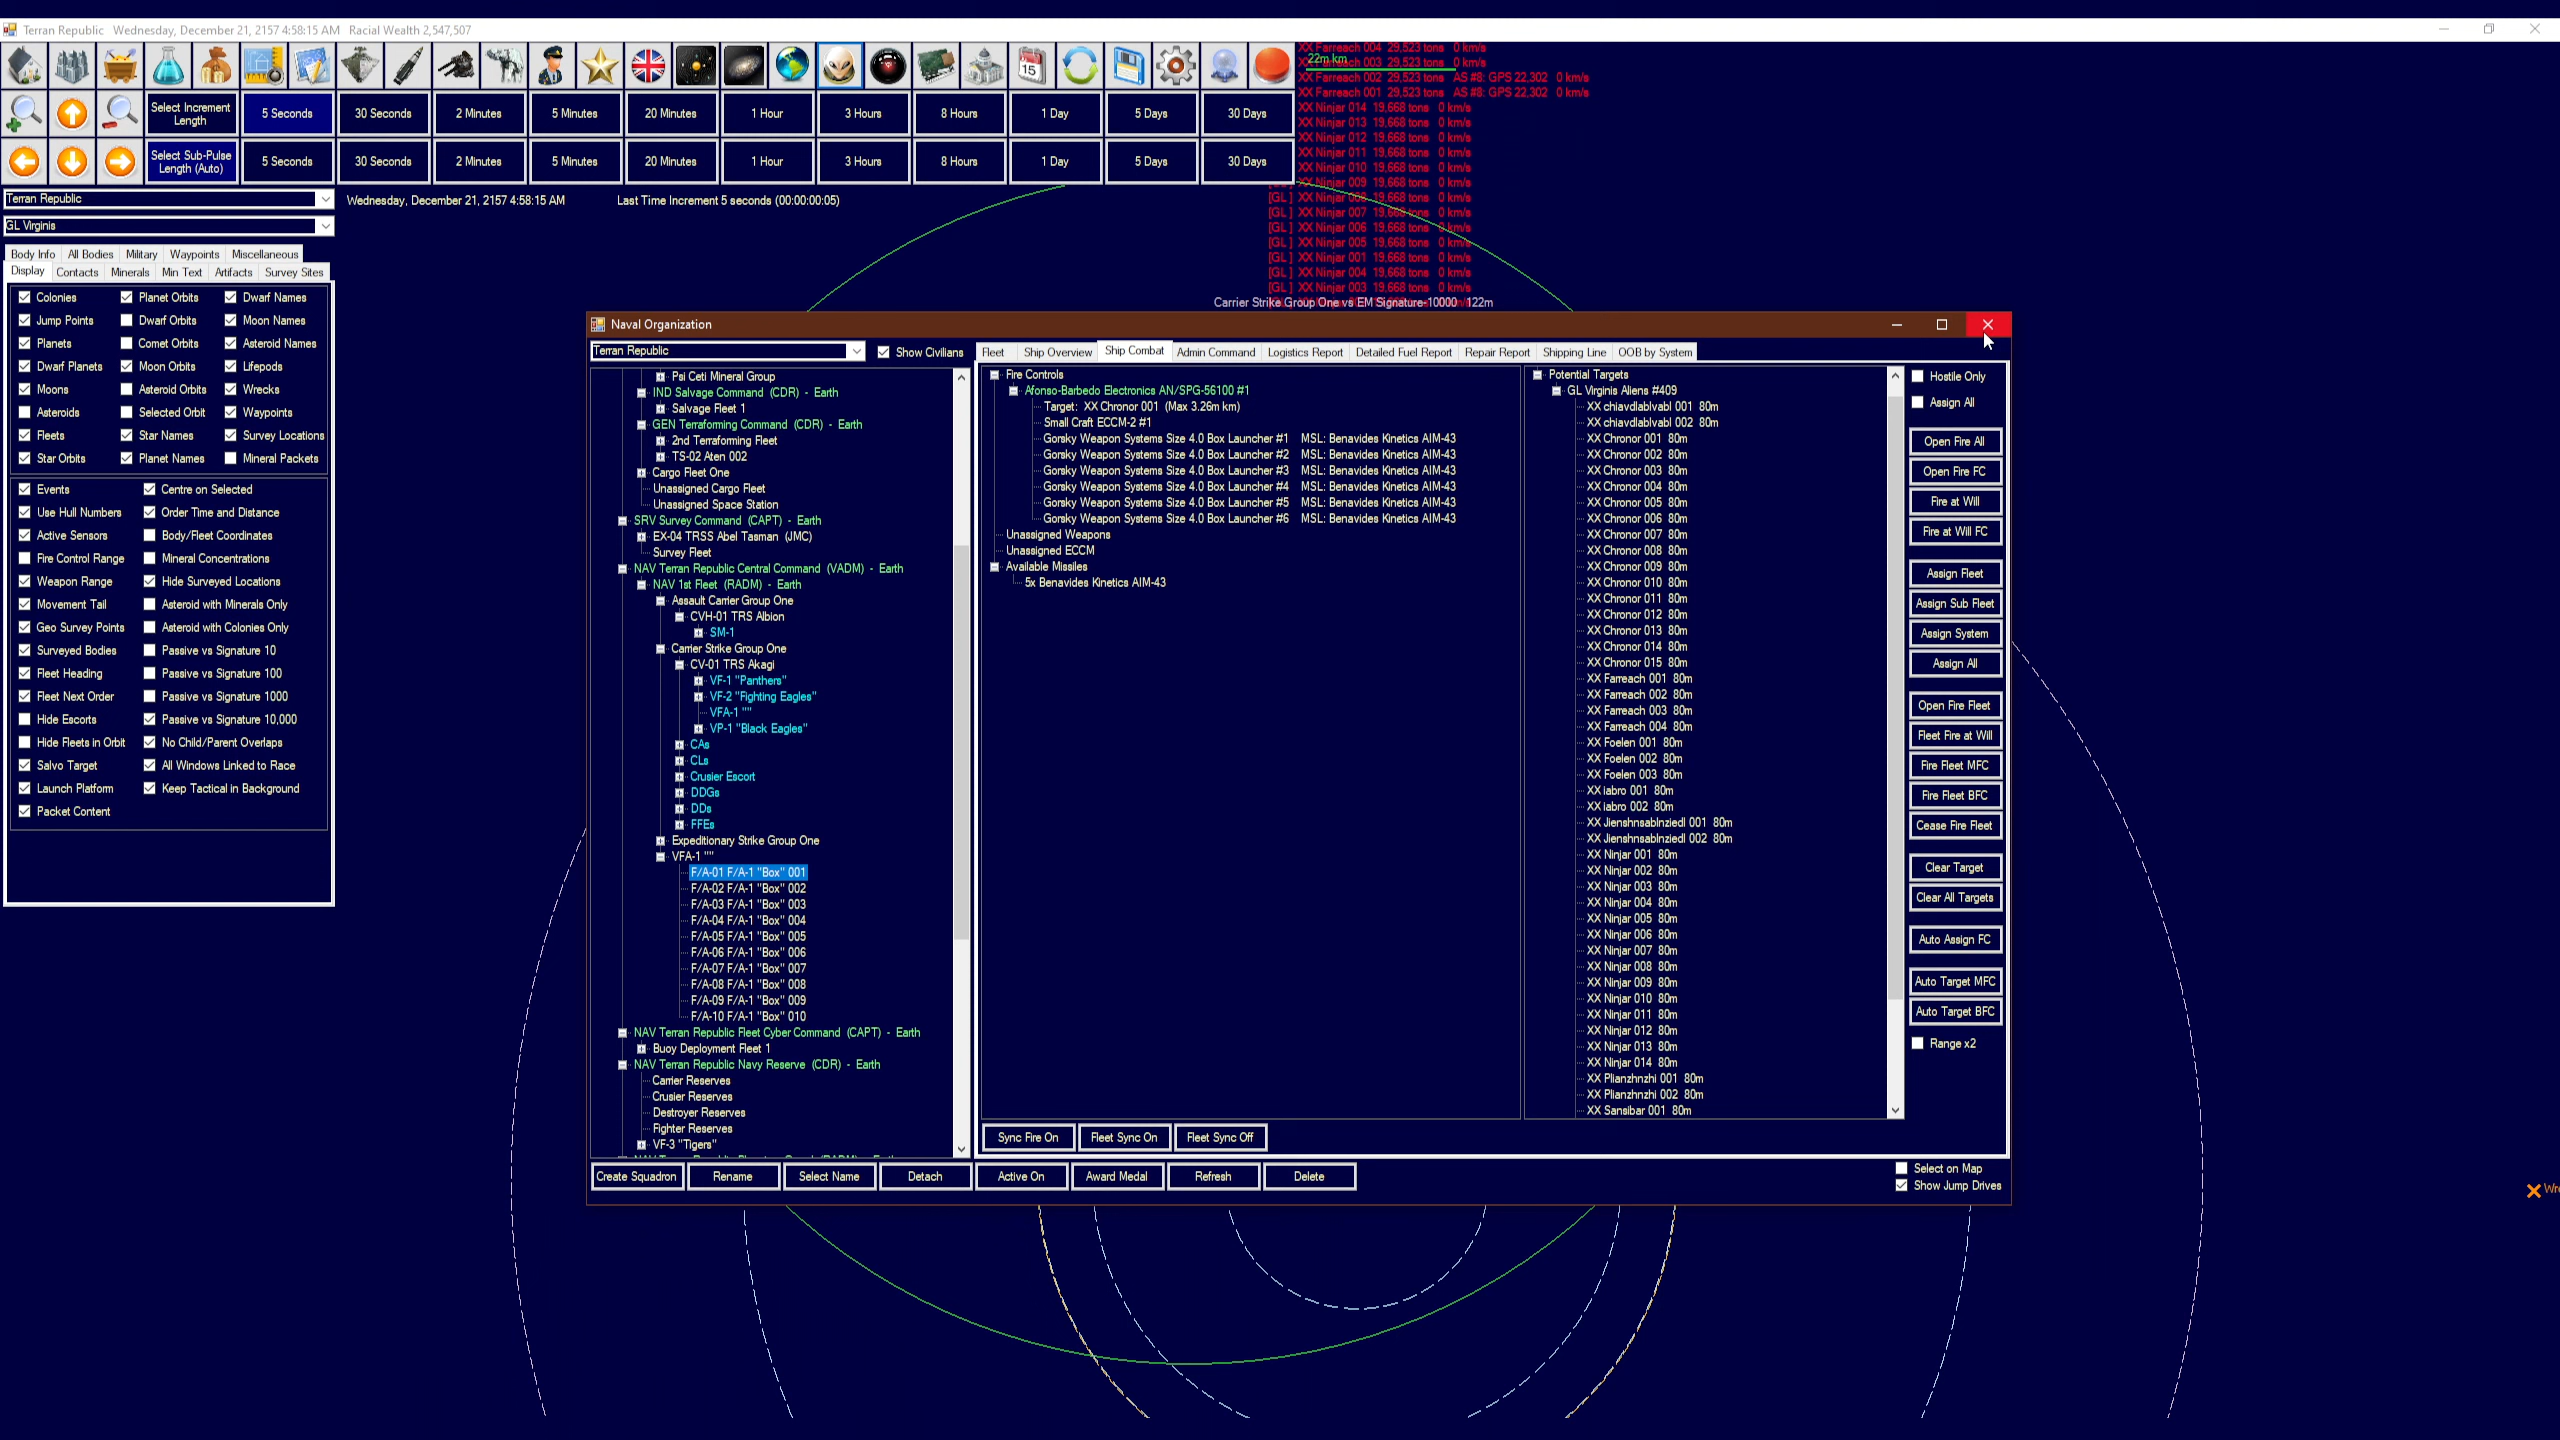 Terran Republic   Wednesday, December 21, 2157 4:58:15 AM   Racial Wealth 2,547,507
XX Farreach 004  29,523 tons   0 km/s
22m km
XX Farreach 003  29,523 tons   0 km/s
XX Farreach 002  29,523 tons   AS #8: GPS 22,302   0 km/s
XX Farreach 001  29,523 tons   AS #8: GPS 22,302   0 km/s
XX Ninjar 014  19,668 tons   0 km/s
XX Ninjar 013  19,668 tons   0 km/s
XX Ninjar 012  19,668 tons   0 km/s
XX Ninjar 011  19,668 tons   0 km/s
XX Ninjar 010  19,668 tons   0 km/s
XX Ninjar 009  19,668 tons   0 km/s
[GL ]  XX Ninjar 008  19,668 tons   0 km/s
[GL ]  XX Ninjar 007  19,668 tons   0 km/s
[GL ]  XX Ninjar 006  19,668 tons   0 km/s
[GL ]  XX Ninjar 005  19,668 tons   0 km/s
[GL ]  XX Ninjar 001  19,668 tons   0 km/s
[GL ]  XX Ninjar 004  19,668 tons   0 km/s
[GL ]  XX Ninjar 003  19,668 tons   0 km/s
Carrier Strike Group One vs EM Signature-10000   122m
15
Select Increment Length
5 Seconds
30 Seconds
2 Minutes
5 Minutes
20 Minutes
1 Hour
3 Hours
8 Hours
1 Day
5 Days
30 Days
Select Sub-Pulse Length (Auto)
5 Seconds
30 Seconds
2 Minutes
5 Minutes
20 Minutes
1 Hour
3 Hours
8 Hours
1 Day
5 Days
30 Days
Terran Republic
Wednesday, December 21, 2157 4:58:15 AM
Last Time Increment 5 seconds (00:00:00:05)
GL Virginis
Body Info   All Bodies   Military   Waypoints   Miscellaneous
Display   Contacts   Minerals   Min Text   Artifacts   Survey Sites
Colonies   Planet Orbits   Dwarf Names
Jump Points   Dwarf Orbits   Moon Names
Planets   Comet Orbits   Asteroid Names
Dwarf Planets   Moon Orbits   Lifepods
Moons   Asteroid Orbits   Wrecks
Asteroids   Selected Orbit   Waypoints
Fleets   Star Names   Survey Locations
Star Orbits   Planet Names   Mineral Packets
Events   Centre on Selected
Use Hull Numbers   Order Time and Distance
Active Sensors   Body/Fleet Coordinates
Fire Control Range   Mineral Concentrations
Weapon Range   Hide Surveyed Locations
Movement Tail   Asteroid with Minerals Only
Geo Survey Points   Asteroid with Colonies Only
Surveyed Bodies   Passive vs Signature 10
Fleet Heading   Passive vs Signature 100
Fleet Next Order   Passive vs Signature 1000
Hide Escorts   Passive vs Signature 10,000
Hide Fleets in Orbit   No Child/Parent Overlaps
Salvo Target   All Windows Linked to Race
Launch Platform   Keep Tactical in Background
Packet Content
Naval Organization
Terran Republic
Show Civilians
Fleet   Ship Overview   Ship Combat   Admin Command   Logistics Report   Detailed Fuel Report   Repair Report   Shipping Line   OOB by System
Psi Ceti Mineral Group
IND Salvage Command  (CDR)  -  Earth
Salvage Fleet 1
GEN Terraforming Command  (CDR)  -  Earth
2nd Terraforming Fleet
TS-02 Aten 002
Cargo Fleet One
Unassigned Cargo Fleet
Unassigned Space Station
SRV Survey Command  (CAPT)  -  Earth
EX-04 TRSS Abel Tasman  (JMC)
Survey Fleet
NAV Terran Republic Central Command  (VADM)  -  Earth
NAV 1st Fleet  (RADM)  -  Earth
Assault Carrier Group One
CVH-01 TRS Albion
SM-1
Carrier Strike Group One
CV-01 TRS Akagi
VF-1 "Panthers"
VF-2 "Fighting Eagles"
VFA-1 ""
VP-1 "Black Eagles"
CAs
CLs
Crusier Escort
DDGs
DDs
FFEs
Expeditionary Strike Group One
VFA-1 ""
F/A-01 F/A-1 "Box" 001
F/A-02 F/A-1 "Box" 002
F/A-03 F/A-1 "Box" 003
F/A-04 F/A-1 "Box" 004
F/A-05 F/A-1 "Box" 005
F/A-06 F/A-1 "Box" 006
F/A-07 F/A-1 "Box" 007
F/A-08 F/A-1 "Box" 008
F/A-09 F/A-1 "Box" 009
F/A-10 F/A-1 "Box" 010
NAV Terran Republic Fleet Cyber Command  (CAPT)  -  Earth
Buoy Deployment Fleet 1
NAV Terran Republic Navy Reserve  (CDR)  -  Earth
Carrier Reserves
Crusier Reserves
Destroyer Reserves
Fighter Reserves
VF-3 "Tigers"
Fire Controls
Afonso-Barbedo Electronics AN/SPG-56100 #1
Target:  XX Chronor 001  (Max 3.26m km)
Small Craft ECCM-2 #1
Gorsky Weapon Systems Size 4.0 Box Launcher #1   MSL: Benavides Kinetics AIM-43
Gorsky Weapon Systems Size 4.0 Box Launcher #2   MSL: Benavides Kinetics AIM-43
Gorsky Weapon Systems Size 4.0 Box Launcher #3   MSL: Benavides Kinetics AIM-43
Gorsky Weapon Systems Size 4.0 Box Launcher #4   MSL: Benavides Kinetics AIM-43
Gorsky Weapon Systems Size 4.0 Box Launcher #5   MSL: Benavides Kinetics AIM-43
Gorsky Weapon Systems Size 4.0 Box Launcher #6   MSL: Benavides Kinetics AIM-43
Unassigned Weapons
Unassigned ECCM
Available Missiles
5x Benavides Kinetics AIM-43
Potential Targets
GL Virginis Aliens #409
XX chiavdlablvabl 001  80m
XX chiavdlablvabl 002  80m
XX Chronor 001  80m
XX Chronor 002  80m
XX Chronor 003  80m
XX Chronor 004  80m
XX Chronor 005  80m
XX Chronor 006  80m
XX Chronor 007  80m
XX Chronor 008  80m
XX Chronor 009  80m
XX Chronor 010  80m
XX Chronor 011  80m
XX Chronor 012  80m
XX Chronor 013  80m
XX Chronor 014  80m
XX Chronor 015  80m
XX Farreach 001  80m
XX Farreach 002  80m
XX Farreach 003  80m
XX Farreach 004  80m
XX Foelen 001  80m
XX Foelen 002  80m
XX Foelen 003  80m
XX iabro 001  80m
XX iabro 002  80m
XX Jienshnsablnziedl 001  80m
XX Jienshnsablnziedl 002  80m
XX Ninjar 001  80m
XX Ninjar 002  80m
XX Ninjar 003  80m
XX Ninjar 004  80m
XX Ninjar 005  80m
XX Ninjar 006  80m
XX Ninjar 007  80m
XX Ninjar 008  80m
XX Ninjar 009  80m
XX Ninjar 010  80m
XX Ninjar 011  80m
XX Ninjar 012  80m
XX Ninjar 013  80m
XX Ninjar 014  80m
XX Plianzhnzhi 001  80m
XX Plianzhnzhi 002  80m
XX Sansibar 001  80m
Hostile Only
Assign All
Open Fire All
Open Fire FC
Fire at Will
Fire at Will FC
Assign Fleet
Assign Sub Fleet
Assign System
Assign All
Open Fire Fleet
Fleet Fire at Will
Fire Fleet MFC
Fire Fleet BFC
Cease Fire Fleet
Clear Target
Clear All Targets
Auto Assign FC
Auto Target MFC
Auto Target BFC
Range x2
Sync Fire On
Fleet Sync On
Fleet Sync Off
Create Squadron
Rename
Select Name
Detach
Active On
Award Medal
Refresh
Delete
Select on Map
Show Jump Drives